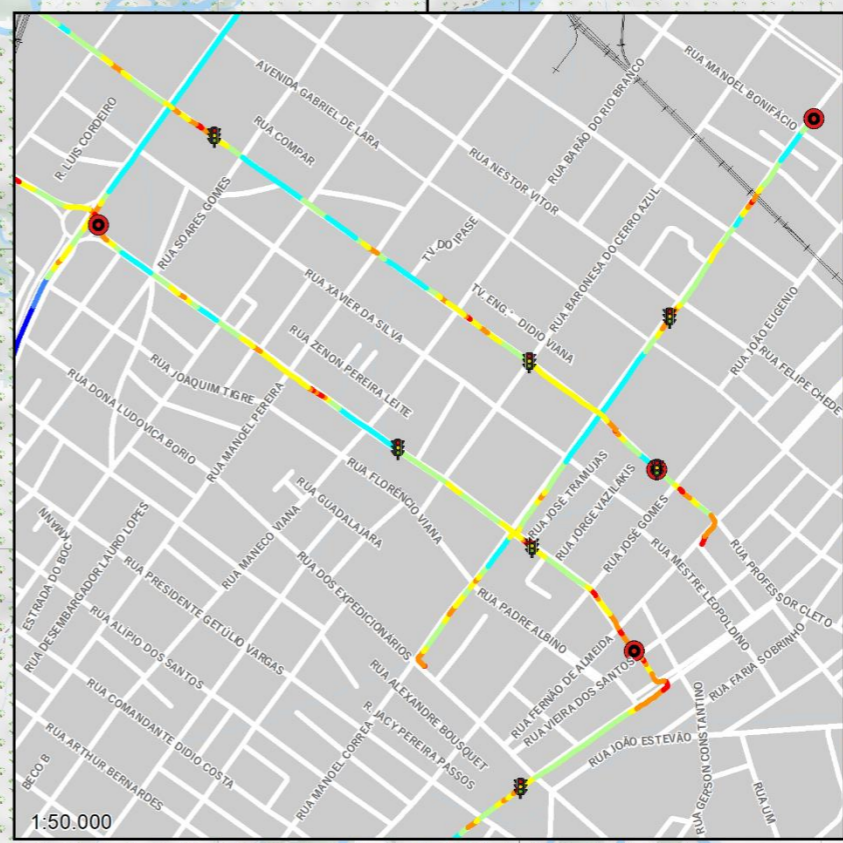 RUA MANOEL BONIFÁCIO
AVENIDA GABRIEL DE LARA
RUA BARÃO DO RIO BRANCO
R. LUIS CORDEIRO
RUA COMPAR
RUA NESTOR VITOR
RUA SOARES GOMES
TV. DO IPASE
RUA BARONESA DO CERRO AZUL
RUA XAVIER DA SILVA
TV. ENG.º DIDIO VIANA
RUA JOÃO EUGENIO
RUA ZENON PEREIRA LEITE
RUA FELIPE CHEDE
RUA JOAQUIM TIGRE
RUA DONA LUDOVICA BORIO
RUA MANOEL PEREIRA
RUA JOSÉ TRAMUJAS
RUA JORGE VAZILAKIS
RUA FLORÊNCIO VIANA
RUA GUADALAJARA
RUA JOSÉ GOMES
RUA MANECO VIANA
KMANN
ESTRADA DO BOC
RUA DESEMBARGADOR LAURO LOPES
RUA MESTRE LEOPOLDINO
RUA PROFESSOR CLETO
RUA DOS EXPEDICIONARIOS
RUA PRESIDENTE GETÚLIO VARGAS
RUA PADRE ALBINO
RUA ALIPIO DOS SANTOS
RUA FARIA SOBRINHO
RUA FERNÃO DE ALMEIDA
RUA VIEIRA DOS SANTOS
RUA ALEXANDRE BOUSQUET
RUA COMANDANTE DIDIO COSTA
R. JACY PEREIRA PASSOS
RUA GERSON CONSTANTINO
RUA JOÃO ESTEVÃO
RUA MANOEL CORREA
RUA ARTHUR BERNARDES
BECO B
RUA UM
1:50.000